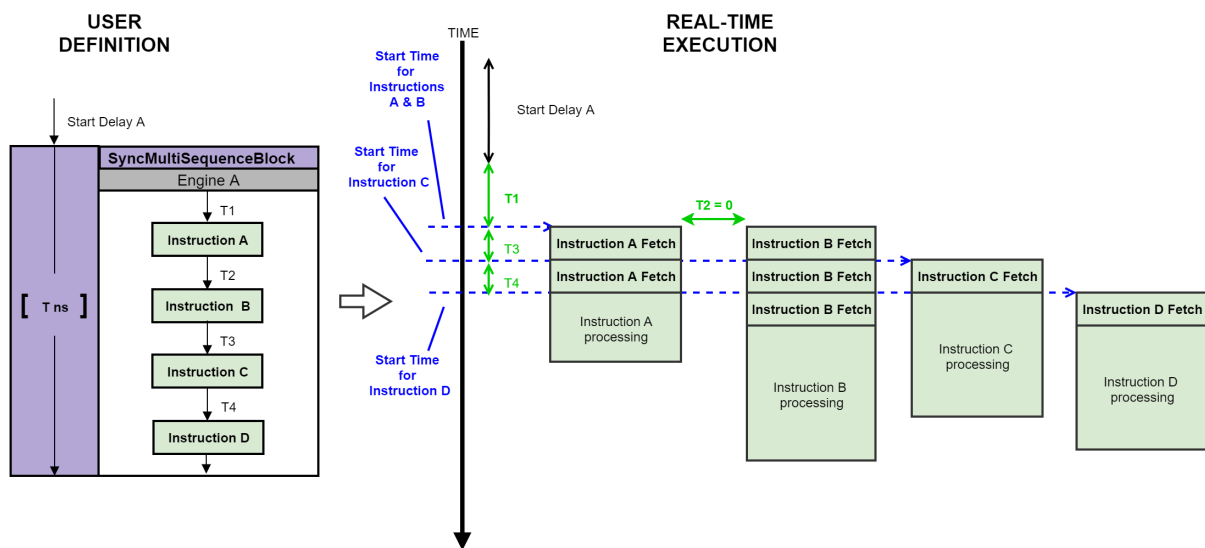 USER
DEFINITION
Start Delay A
SyncMultiSequenceBlock
Engine A
T1
Instruction A
T2
[ T ns ]
Instruction B
T3
Instruction C
T4
Instruction D
REAL-TIME
EXECUTION
TIME
Start Time
for
Instructions
A & B
Start Delay A
Start Time
for
Instruction C
T1
T2 = 0
T3
T4
Start Time
for
Instruction D
Instruction A Fetch
Instruction A Fetch
Instruction A
processing
Instruction B Fetch
Instruction B Fetch
Instruction B Fetch
Instruction B
processing
Instruction C Fetch
Instruction C
processing
Instruction D Fetch
Instruction D
processing